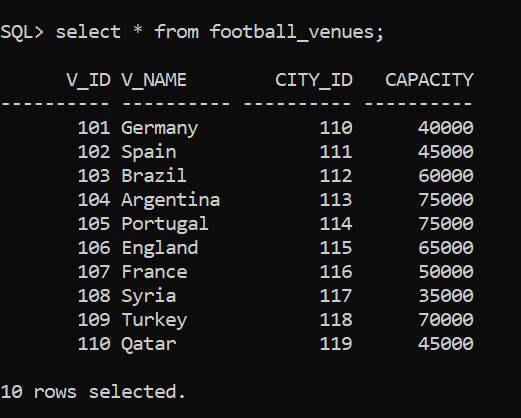 SQL> select * from football_venues;
      V_ID V_NAME        CITY_ID   CAPACITY
---------- ---------- ---------- ----------
       101 Germany           110      40000
       102 Spain             111      45000
       103 Brazil            112      60000
       104 Argentina         113      75000
       105 Portugal          114      75000
       106 England           115      65000
       107 France            116      50000
       108 Syria             117      35000
       109 Turkey            118      70000
       110 Qatar             119      45000
10 rows selected.